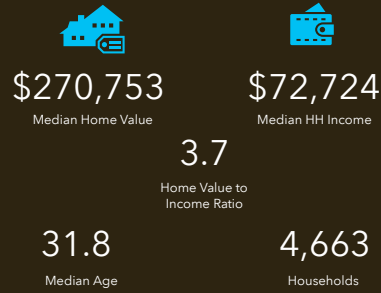 $270,753
Median Home Value
$72,724
Median HH Income
3.7
Home Value to
Income Ratio
31.8
Median Age
4,663
Households